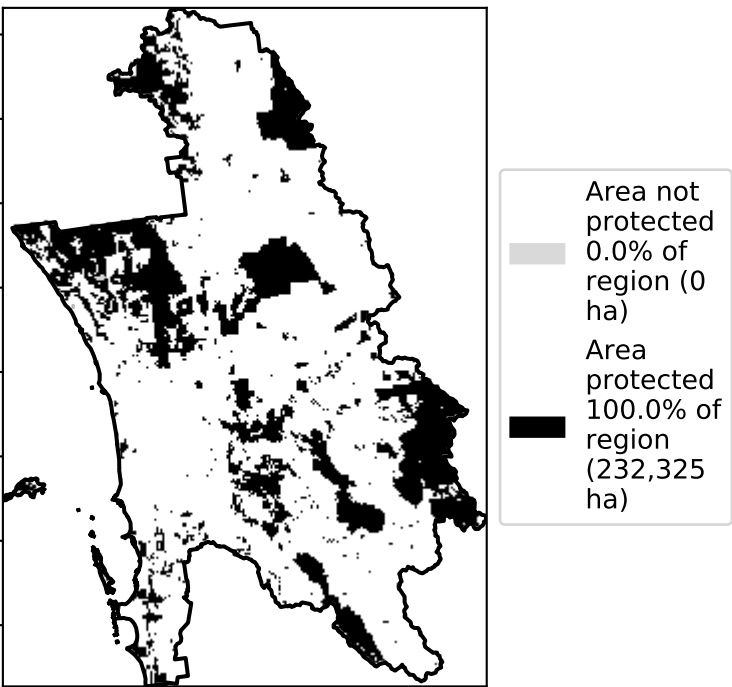 Area not
protected
0.0% of
region (0
ha)
Area
protected
100.0% of
region
(232,325
ha)